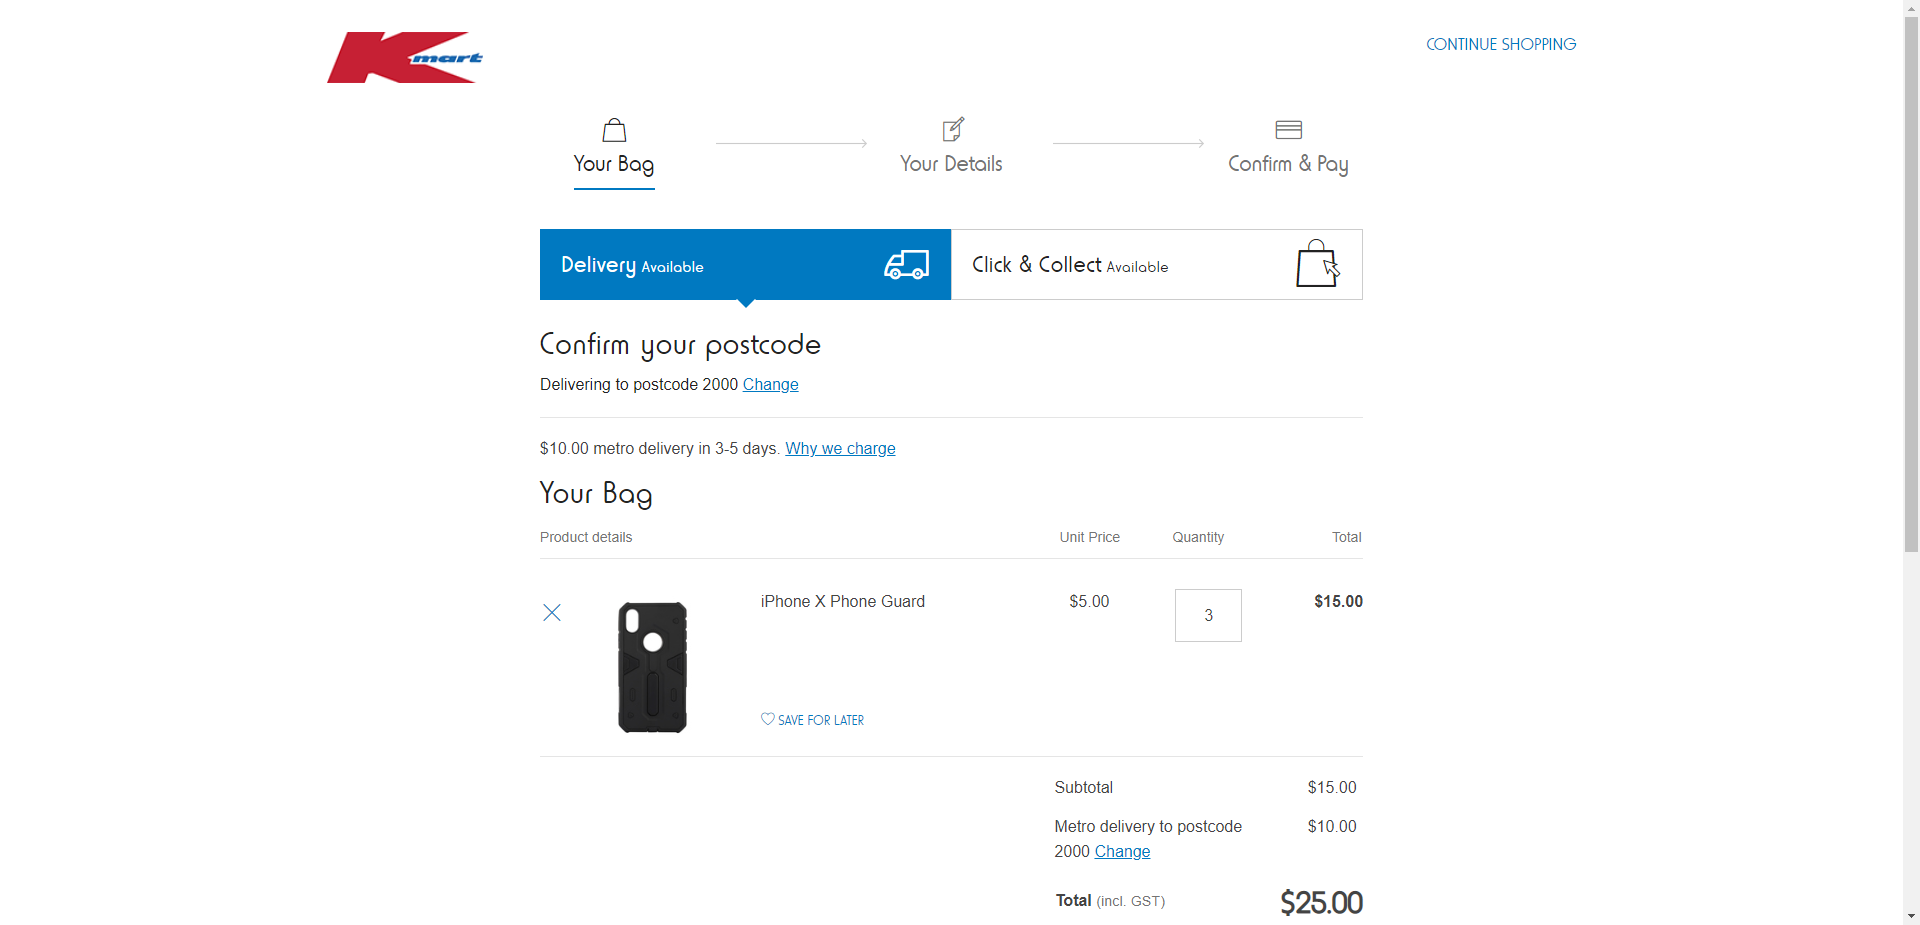 Kmart
CONTINUE SHOPPING
Your Bag
Your Details
Confirm & Pay
Delivery Available
Click & Collect Available
Confirm your postcode
Delivering to postcode 2000 Change
$10.00 metro delivery in 3-5 days. Why we charge
Your Bag
Product details Unit Price Quantity Total
iPhone X Phone Guard $5.00 3 $15.00
SAVE FOR LATER
Subtotal $15.00
Metro delivery to postcode $10.00
2000 Change
Total (incl. GST) $25.00